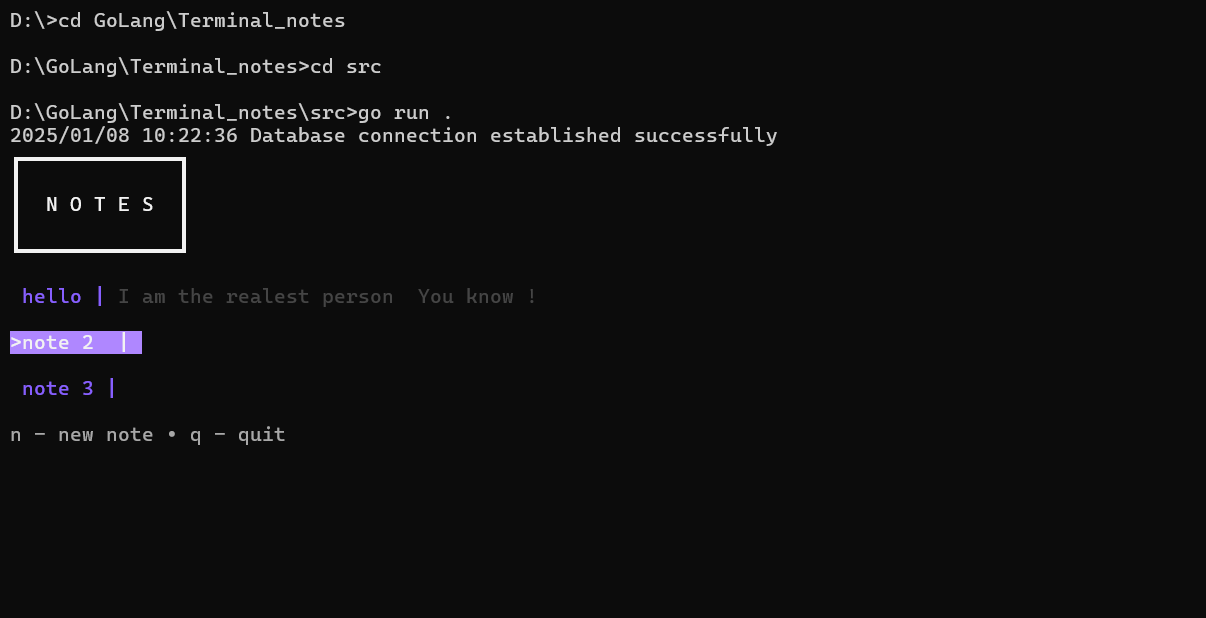 D:\>cd GoLang\Terminal_notes
D:\GoLang\Terminal_notes>cd src
D:\GoLang\Terminal_notes\src>go run .
2025/01/08 10:22:36 Database connection established successfully
N O T E S
hello | I am the realest person  You know !
>note 2  |
note 3 |
n – new note • q – quit